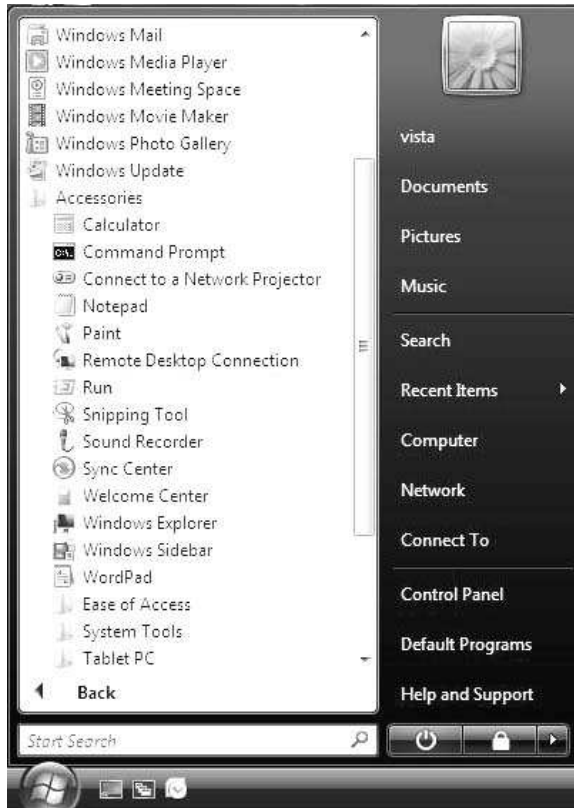 Windows Mail
Windows Media Player
Windows Meeting Space
Windows Movie Maker
Windows Photo Gallery
Windows Update
Accessories
Calculator
Command Prompt
Connect to a Network Projector
Notepad
Paint
Remote Desktop Connection
Run
Snipping Tool
Sound Recorder
Sync Center
Welcome Center
Windows Explorer
Windows Sidebar
WordPad
Ease of Access
System Tools
Tablet PC
Back
Start Search
vista
Documents
Pictures
Music
Search
Recent Items
Computer
Network
Connect To
Control Panel
Default Programs
Help and Support